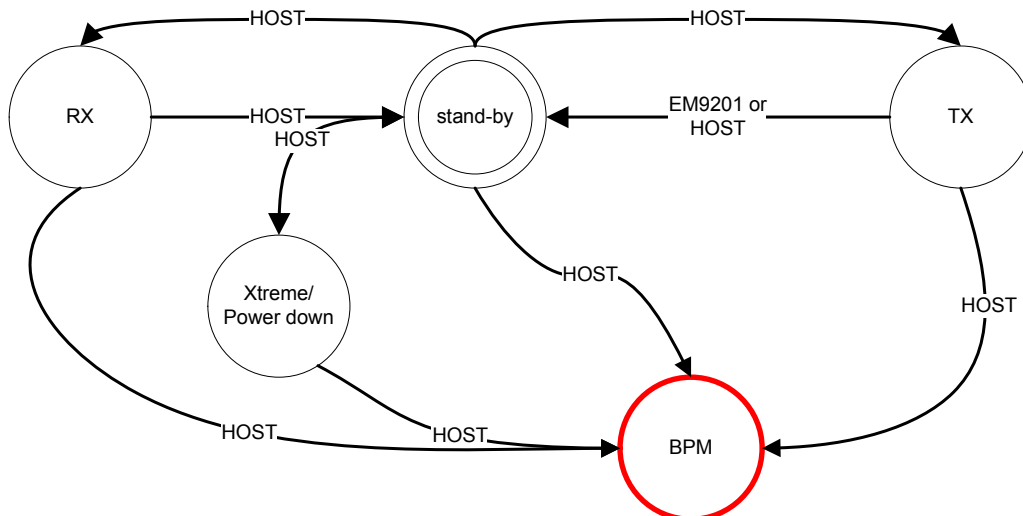 HOST
HOST
RX
HOST
stand-by
EM9201 or
HOST
TX
HOST
Xtreme/
Power down
HOST
HOST
HOST
HOST
BPM